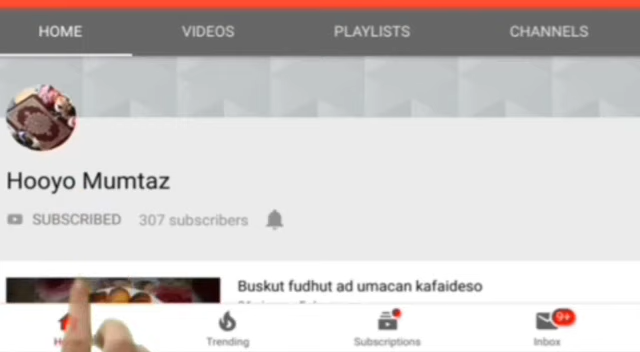 HOME VIDEOS PLAYLISTS CHANNELS
Hooyo Mumtaz
SUBSCRIBED 307 subscribers
Buskut fudhut ad umacan kafaideso
9+
Trending Subscriptions Inbox